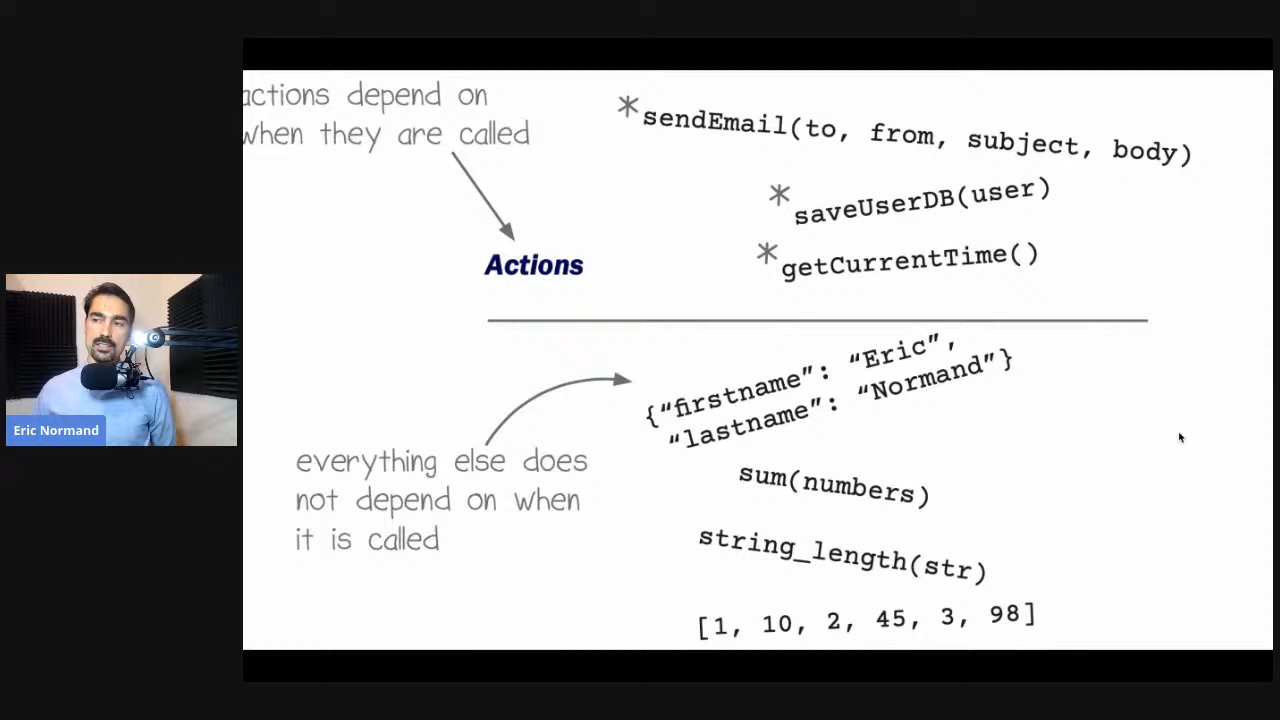 actions depend on
when they are called
*sendEmail(to, from, subject, body)
*saveUserDB(user)
*getCurrentTime()
Actions
{“firstname”: “Eric”,
“lastname”: “Normand”}
everything else does
not depend on when
it is called
sum(numbers)
string_length(str)
[1, 10, 2, 45, 3, 98]
Eric Normand